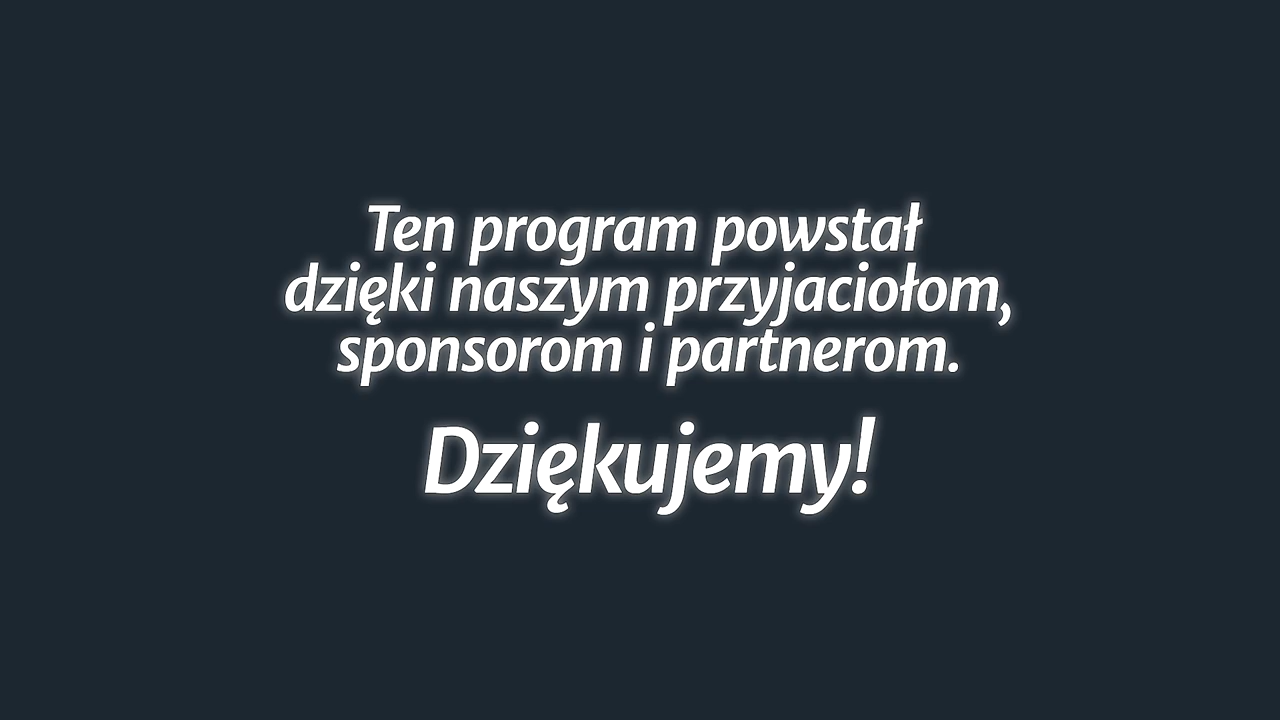 Ten program powstał
dzięki naszym przyjaciołom,
sponsorom i partnerom.
Dziękujemy!